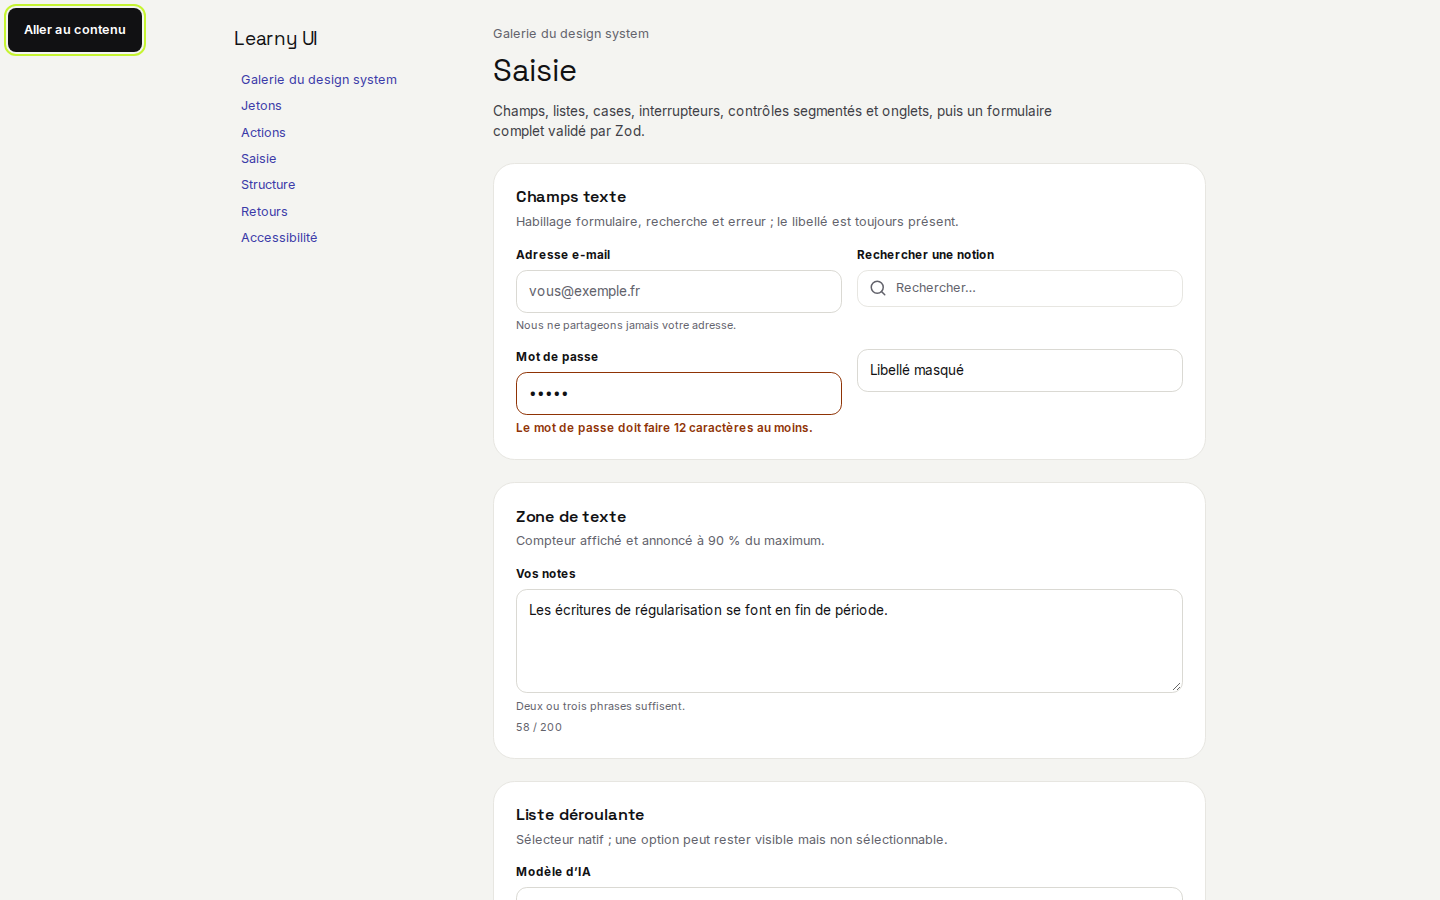 Aller au contenu
Learny UI
Galerie du design system
Jetons
Actions
Saisie
Structure
Retours
Accessibilité
Galerie du design system
Saisie
Champs, listes, cases, interrupteurs, contrôles segmentés et onglets, puis un formulaire
complet validé par Zod.
Champs texte
Habillage formulaire, recherche et erreur ; le libellé est toujours présent.
Adresse e-mail
vous@exemple.fr
Nous ne partageons jamais votre adresse.
Rechercher une notion
Rechercher…
Mot de passe
•••••
Le mot de passe doit faire 12 caractères au moins.
Libellé masqué
Zone de texte
Compteur affiché et annoncé à 90 % du maximum.
Vos notes
Les écritures de régularisation se font en fin de période.
Deux ou trois phrases suffisent.
58 / 200
Liste déroulante
Sélecteur natif ; une option peut rester visible mais non sélectionnable.
Modèle d’IA